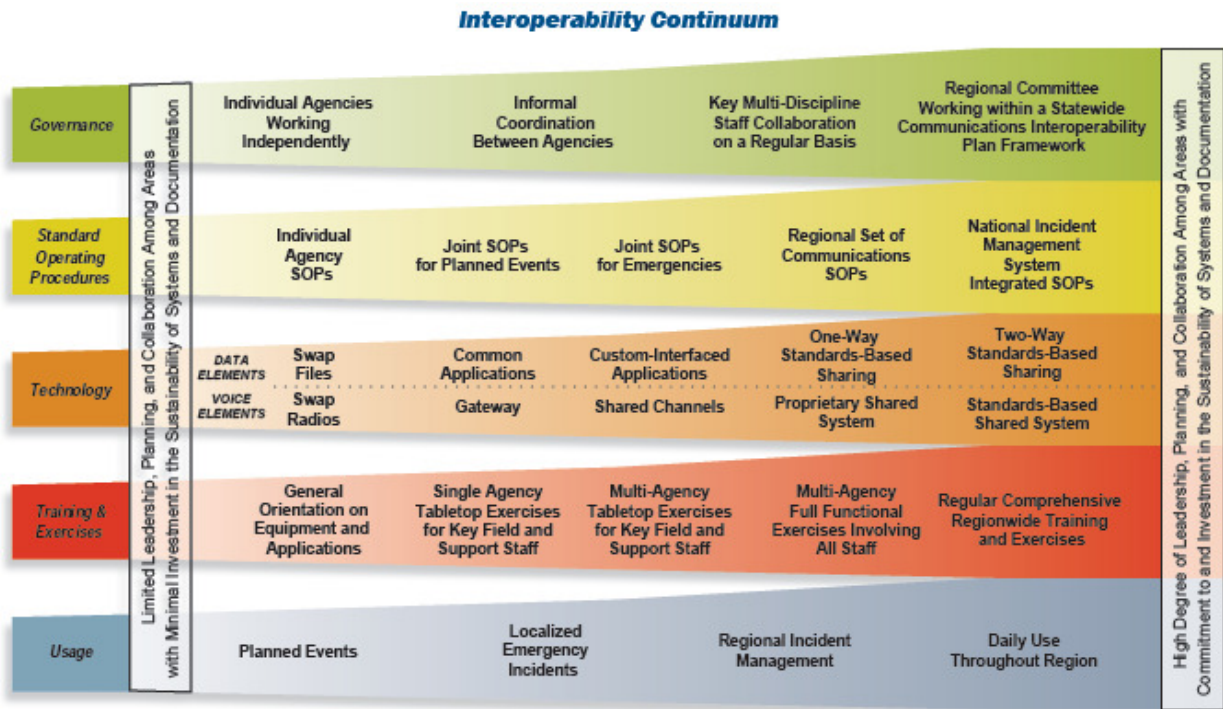 Interoperability Continuum
Limited Leadership, Planning, and Collaboration Among Areas
with Minimal Investment in the Sustainability of Systems and Documentation
Governance
Individual Agencies
Working
Independently
Informal
Coordination
Between Agencies
Key Multi-Discipline
Staff Collaboration
on a Regular Basis
Regional Committee
Working within a Statewide
Communications Interoperability
Plan Framework
Standard
Operating
Procedures
Individual
Agency
SOPs
Joint SOPs
for Planned Events
Joint SOPs
for Emergencies
Regional Set of
Communications
SOPs
National Incident
Management
System
Integrated SOPs
Technology
DATA
ELEMENTS
Swap
Files
Common
Applications
Custom-Interfaced
Applications
One-Way
Standards-Based
Sharing
Two-Way
Standards-Based
Sharing
VOICE
ELEMENTS
Swap
Radios
Gateway
Shared Channels
Proprietary Shared
System
Standards-Based
Shared System
Training &
Exercises
General
Orientation on
Equipment and
Applications
Single Agency
Tabletop Exercises
for Key Field and
Support Staff
Multi-Agency
Tabletop Exercises
for Key Field and
Support Staff
Multi-Agency
Full Functional
Exercises Involving
All Staff
Regular Comprehensive
Regionwide Training
and Exercises
Usage
Planned Events
Localized
Emergency
Incidents
Regional Incident
Management
Daily Use
Throughout Region
High Degree of Leadership, Planning, and Collaboration Among Areas with
Commitment to and Investment in the Sustainability of Systems and Documentation